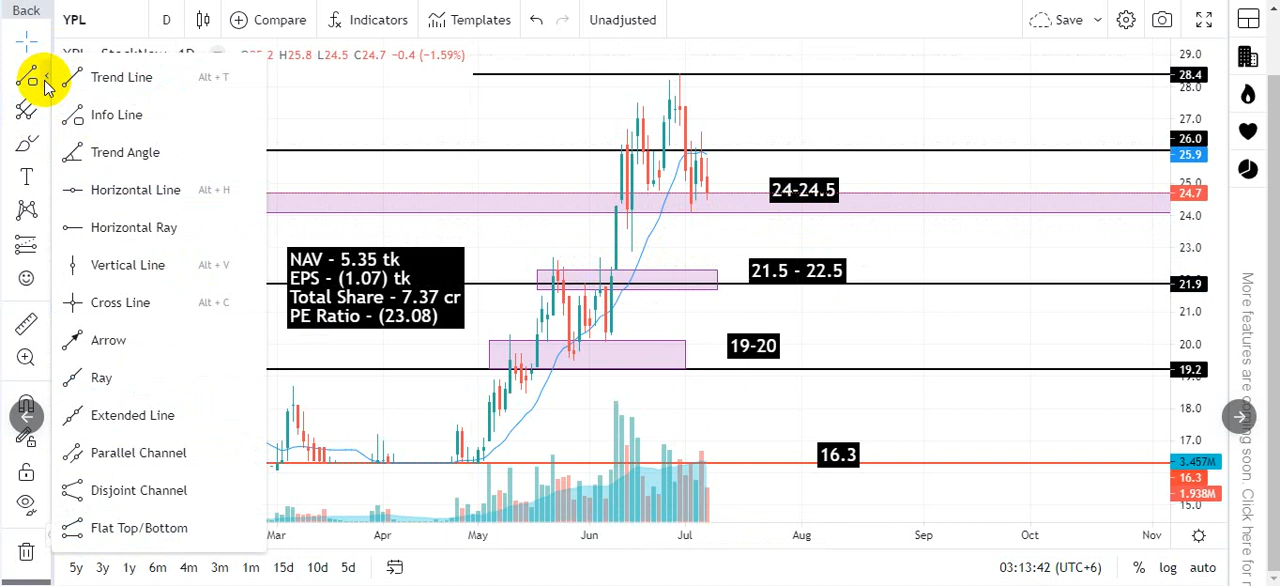 Back
YPL D Compare Indicators Templates Unadjusted Save
25.2 H25.8 L24.5 C24.7 −0.4 (−1.59%)
Trend Line Alt + T
Info Line
Trend Angle
Horizontal Line Alt + H
Horizontal Ray
Vertical Line Alt + V
Cross Line Alt + C
Arrow
Ray
Extended Line
Parallel Channel
Disjoint Channel
Flat Top/Bottom
NAV - 5.35 tk
EPS - (1.07) tk
Total Share - 7.37 cr
PE Ratio - (23.08)
24-24.5
21.5 - 22.5
19-20
16.3
29.0
28.4
28.0
26.0
25.9
25.0
24.7
24.0
23.0
21.9
21.0
20.0
19.2
18.0
17.0
3.457M
16.3
1.938M
15.0
Mar Apr May Jun Jul Aug Sep Oct Nov
5y 3y 1y 6m 4m 3m 1m 15d 10d 5d 03:13:42 (UTC+6) % log auto
More features are coming soon. Click here for